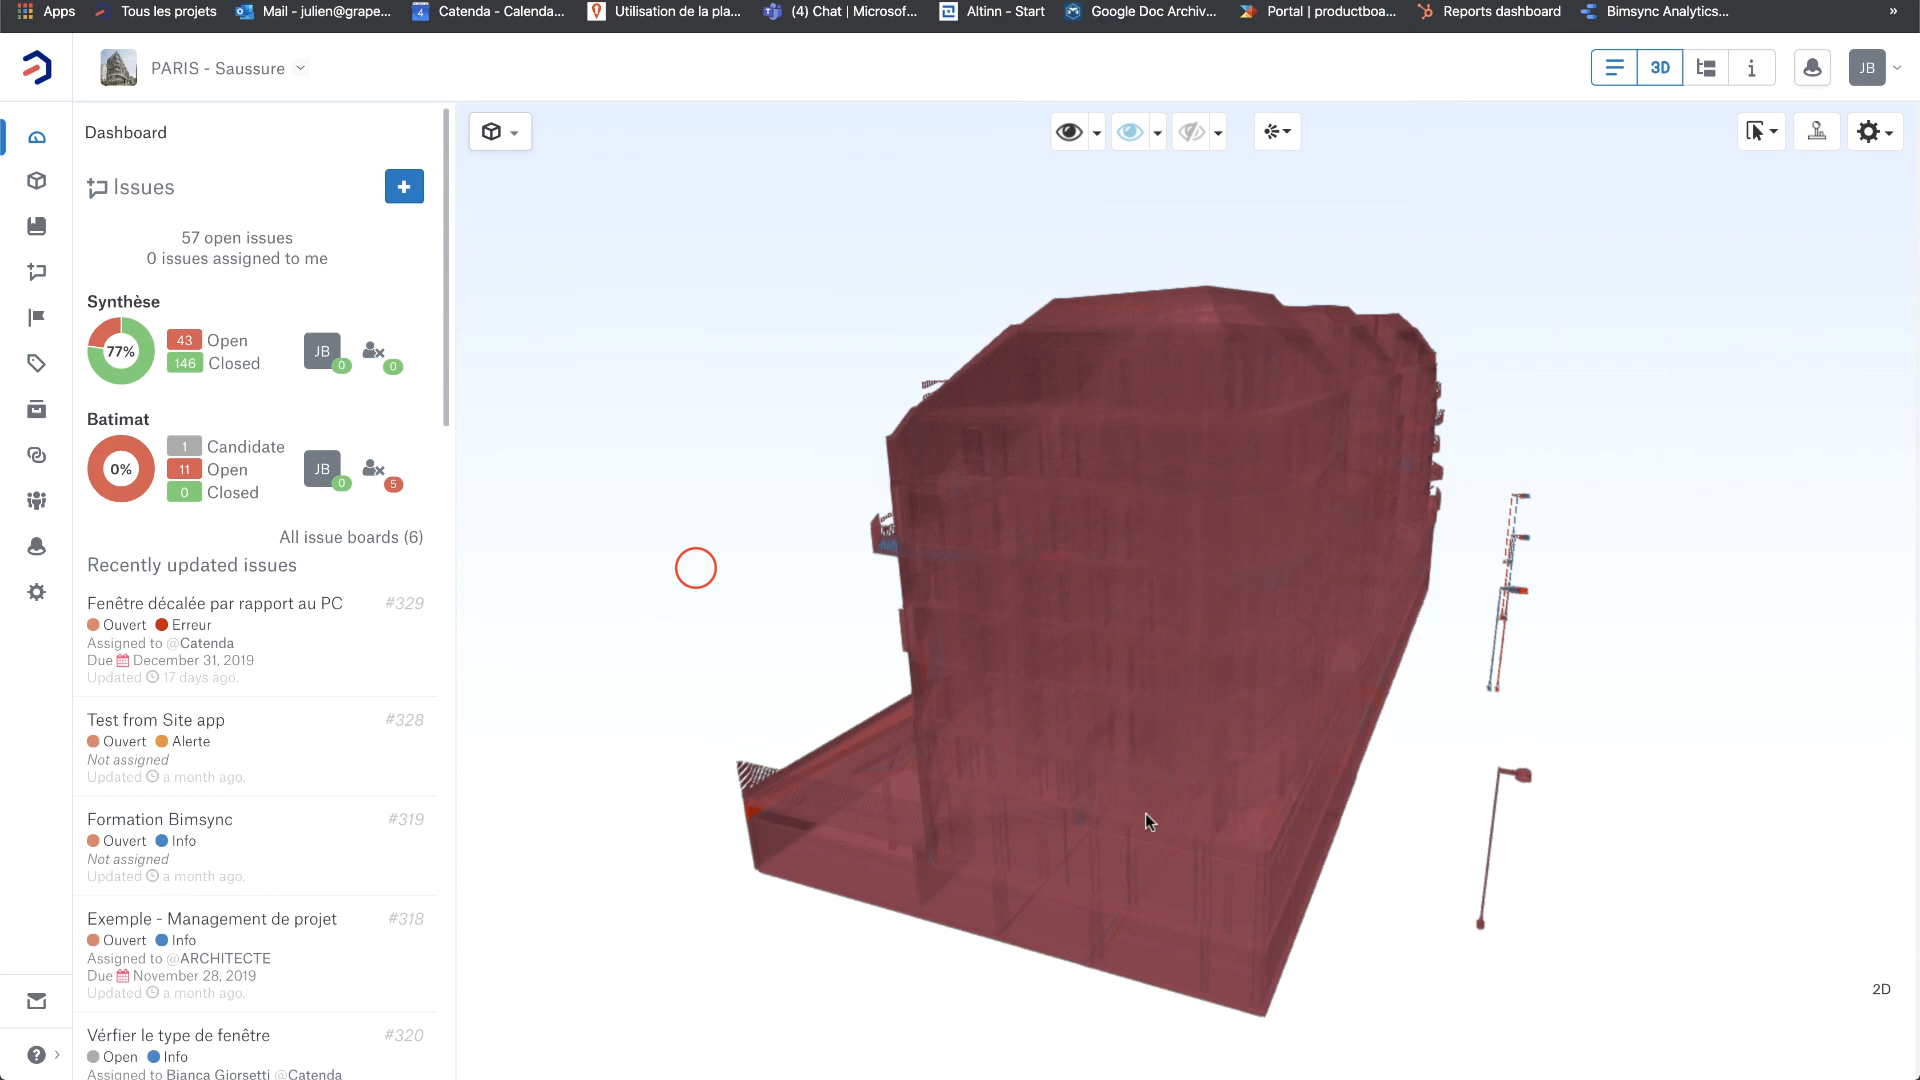 Apps
Tous les projets
Mail - julien@grape...
4
Catenda - Calenda...
Utilisation de la pla...
(4) Chat | Microsof...
Altinn - Start
Google Doc Archiv...
Portal | productboa...
Reports dashboard
Bimsync Analytics...
»
PARIS - Saussure
3D
i
JB
Dashboard
Issues
+
57 open issues
0 issues assigned to me
Synthèse
77%
43 Open
146 Closed
JB
0
0
Batimat
0%
1 Candidate
11 Open
0 Closed
JB
0
5
All issue boards (6)
Recently updated issues
Fenêtre décalée par rapport au PC #329
Ouvert Erreur
Assigned to @Catenda
Due December 31, 2019
Updated 17 days ago.
Test from Site app #328
Ouvert Alerte
Not assigned
Updated a month ago.
Formation Bimsync #319
Ouvert Info
Not assigned
Updated a month ago.
Exemple - Management de projet #318
Ouvert Info
Assigned to @ARCHITECTE
Due November 28, 2019
Updated a month ago.
Vérfier le type de fenêtre #320
Open Info
Assigned to Bianca Giorsetti @Catenda
2D
?